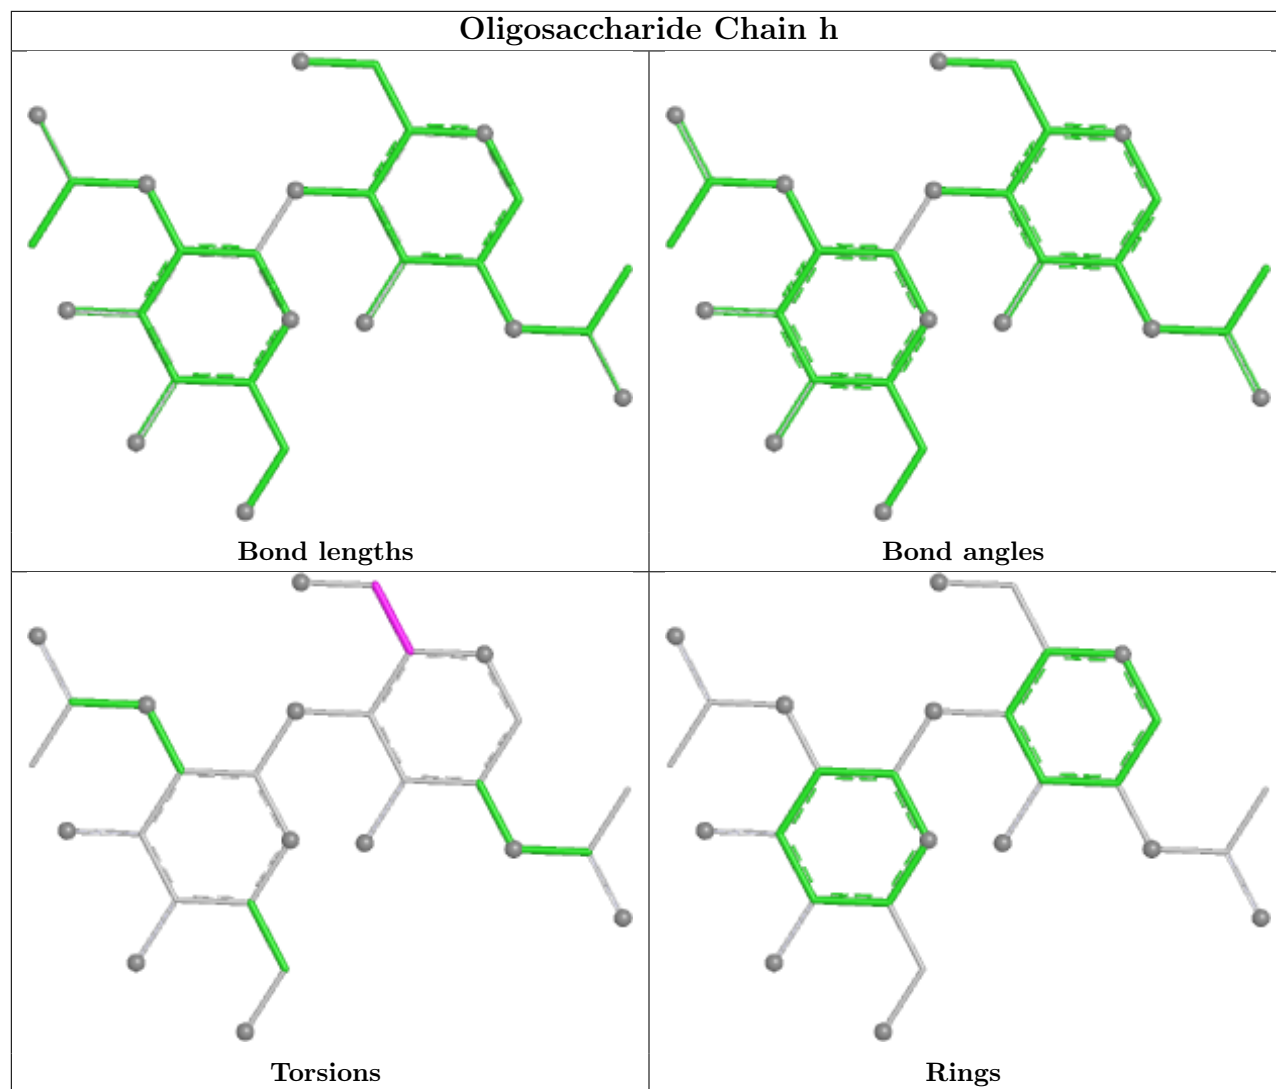 Oligosaccharide Chain h
Bond lengths
Bond angles
Torsions
Rings